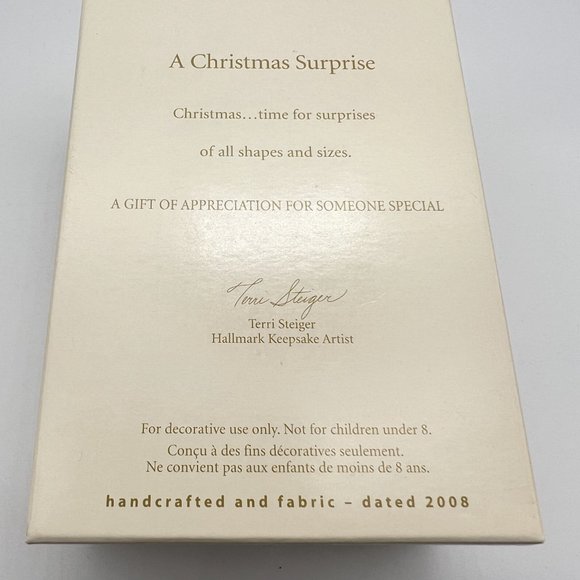 A Christmas Surprise
Christmas...time for surprises
of all shapes and sizes.
A GIFT OF APPRECIATION FOR SOMEONE SPECIAL
Terri Steiger
Terri Steiger
Hallmark Keepsake Artist
For decorative use only. Not for children under 8.
Conçu à des fins décoratives seulement.
Ne convient pas aux enfants de moins de 8 ans.
handcrafted and fabric – dated 2008